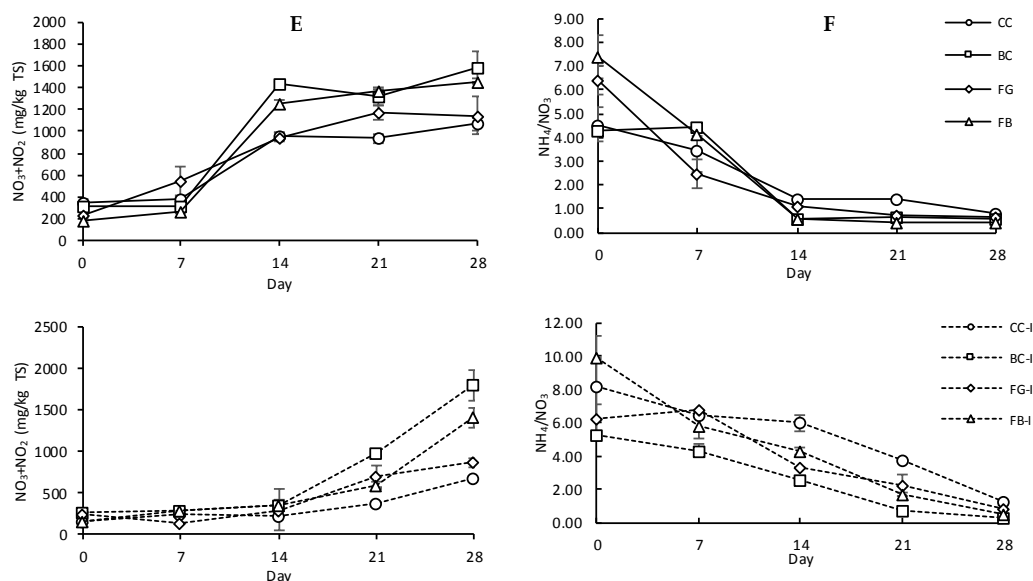 E
NO₃+NO₂ (mg/kg TS)
2000
1800
1600
1400
1200
1000
800
600
400
200
0
0 7 14 21 28
Day
F
NH₄/NO₃
9.00
8.00
7.00
6.00
5.00
4.00
3.00
2.00
1.00
0.00
0 7 14 21 28
Day
CC
BC
FG
FB
NO₃+NO₂ (mg/kg TS)
2500
2000
1500
1000
500
0
0 7 14 21 28
Day
NH₄/NO₃
12.00
10.00
8.00
6.00
4.00
2.00
0.00
0 7 14 21 28
Day
CC-I
BC-I
FG-I
FB-I